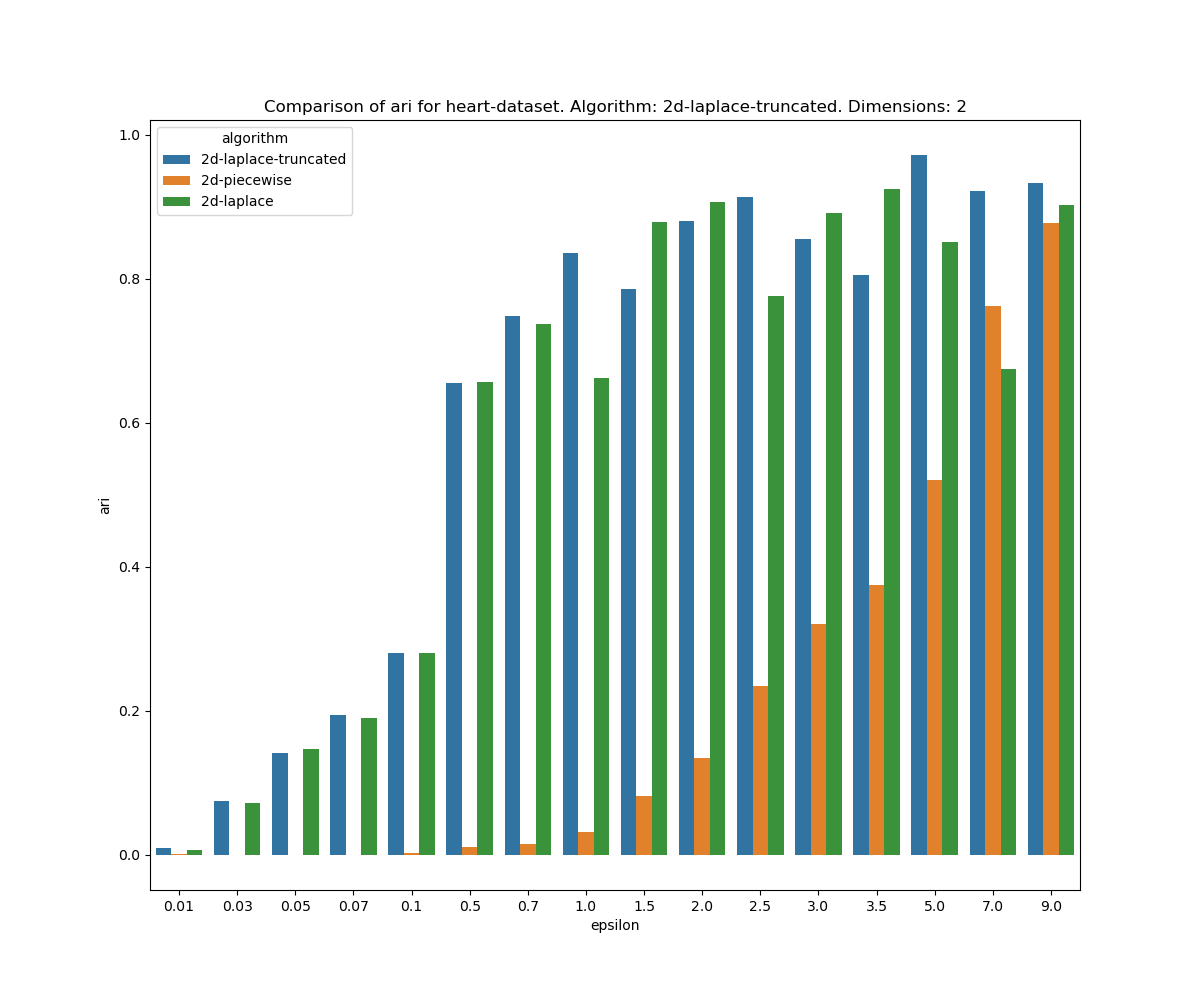 Comparison of ari for heart-dataset. Algorithm: 2d-laplace-truncated. Dimensions: 2
algorithm
2d-laplace-truncated
2d-piecewise
2d-laplace
1.0
0.8
0.6
0.4
0.2
0.0
ari
0.01 0.03 0.05 0.07 0.1 0.5 0.7 1.0 1.5 2.0 2.5 3.0 3.5 5.0 7.0 9.0
epsilon